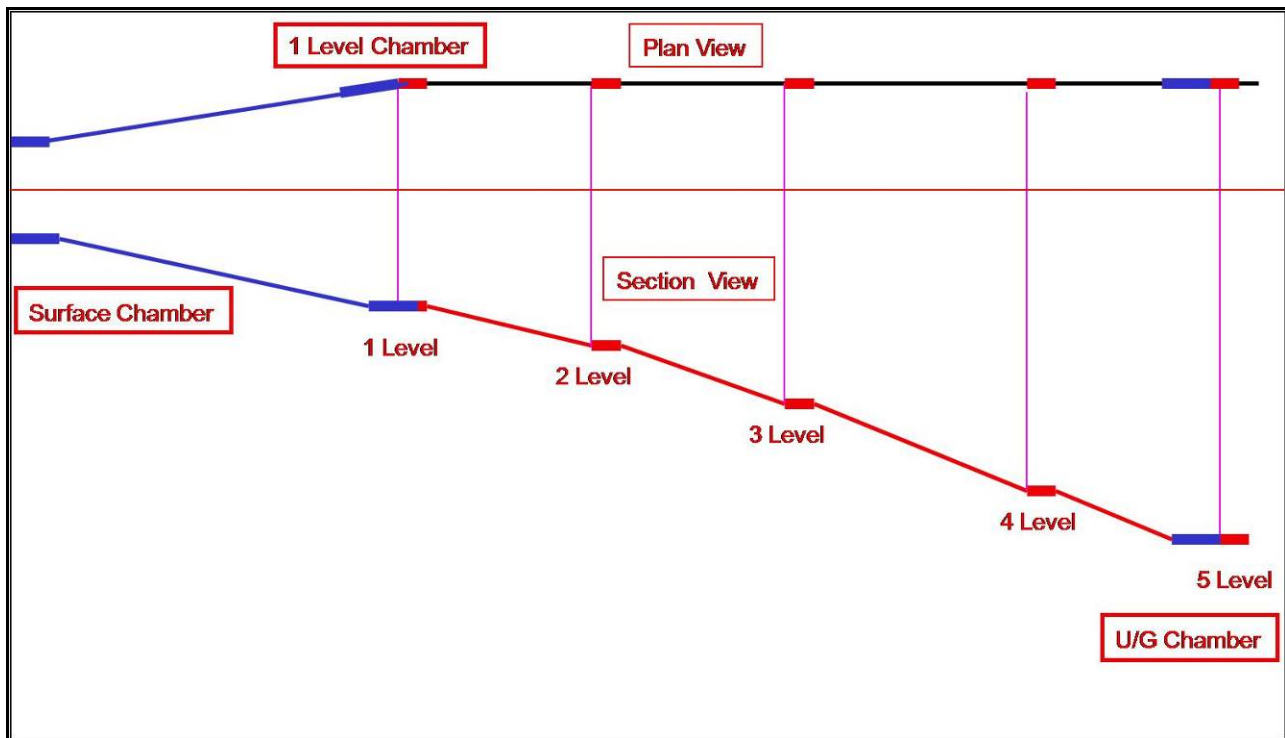 1 Level Chamber
Plan View
Section View
Surface Chamber
1 Level
2 Level
3 Level
4 Level
5 Level
U/G Chamber